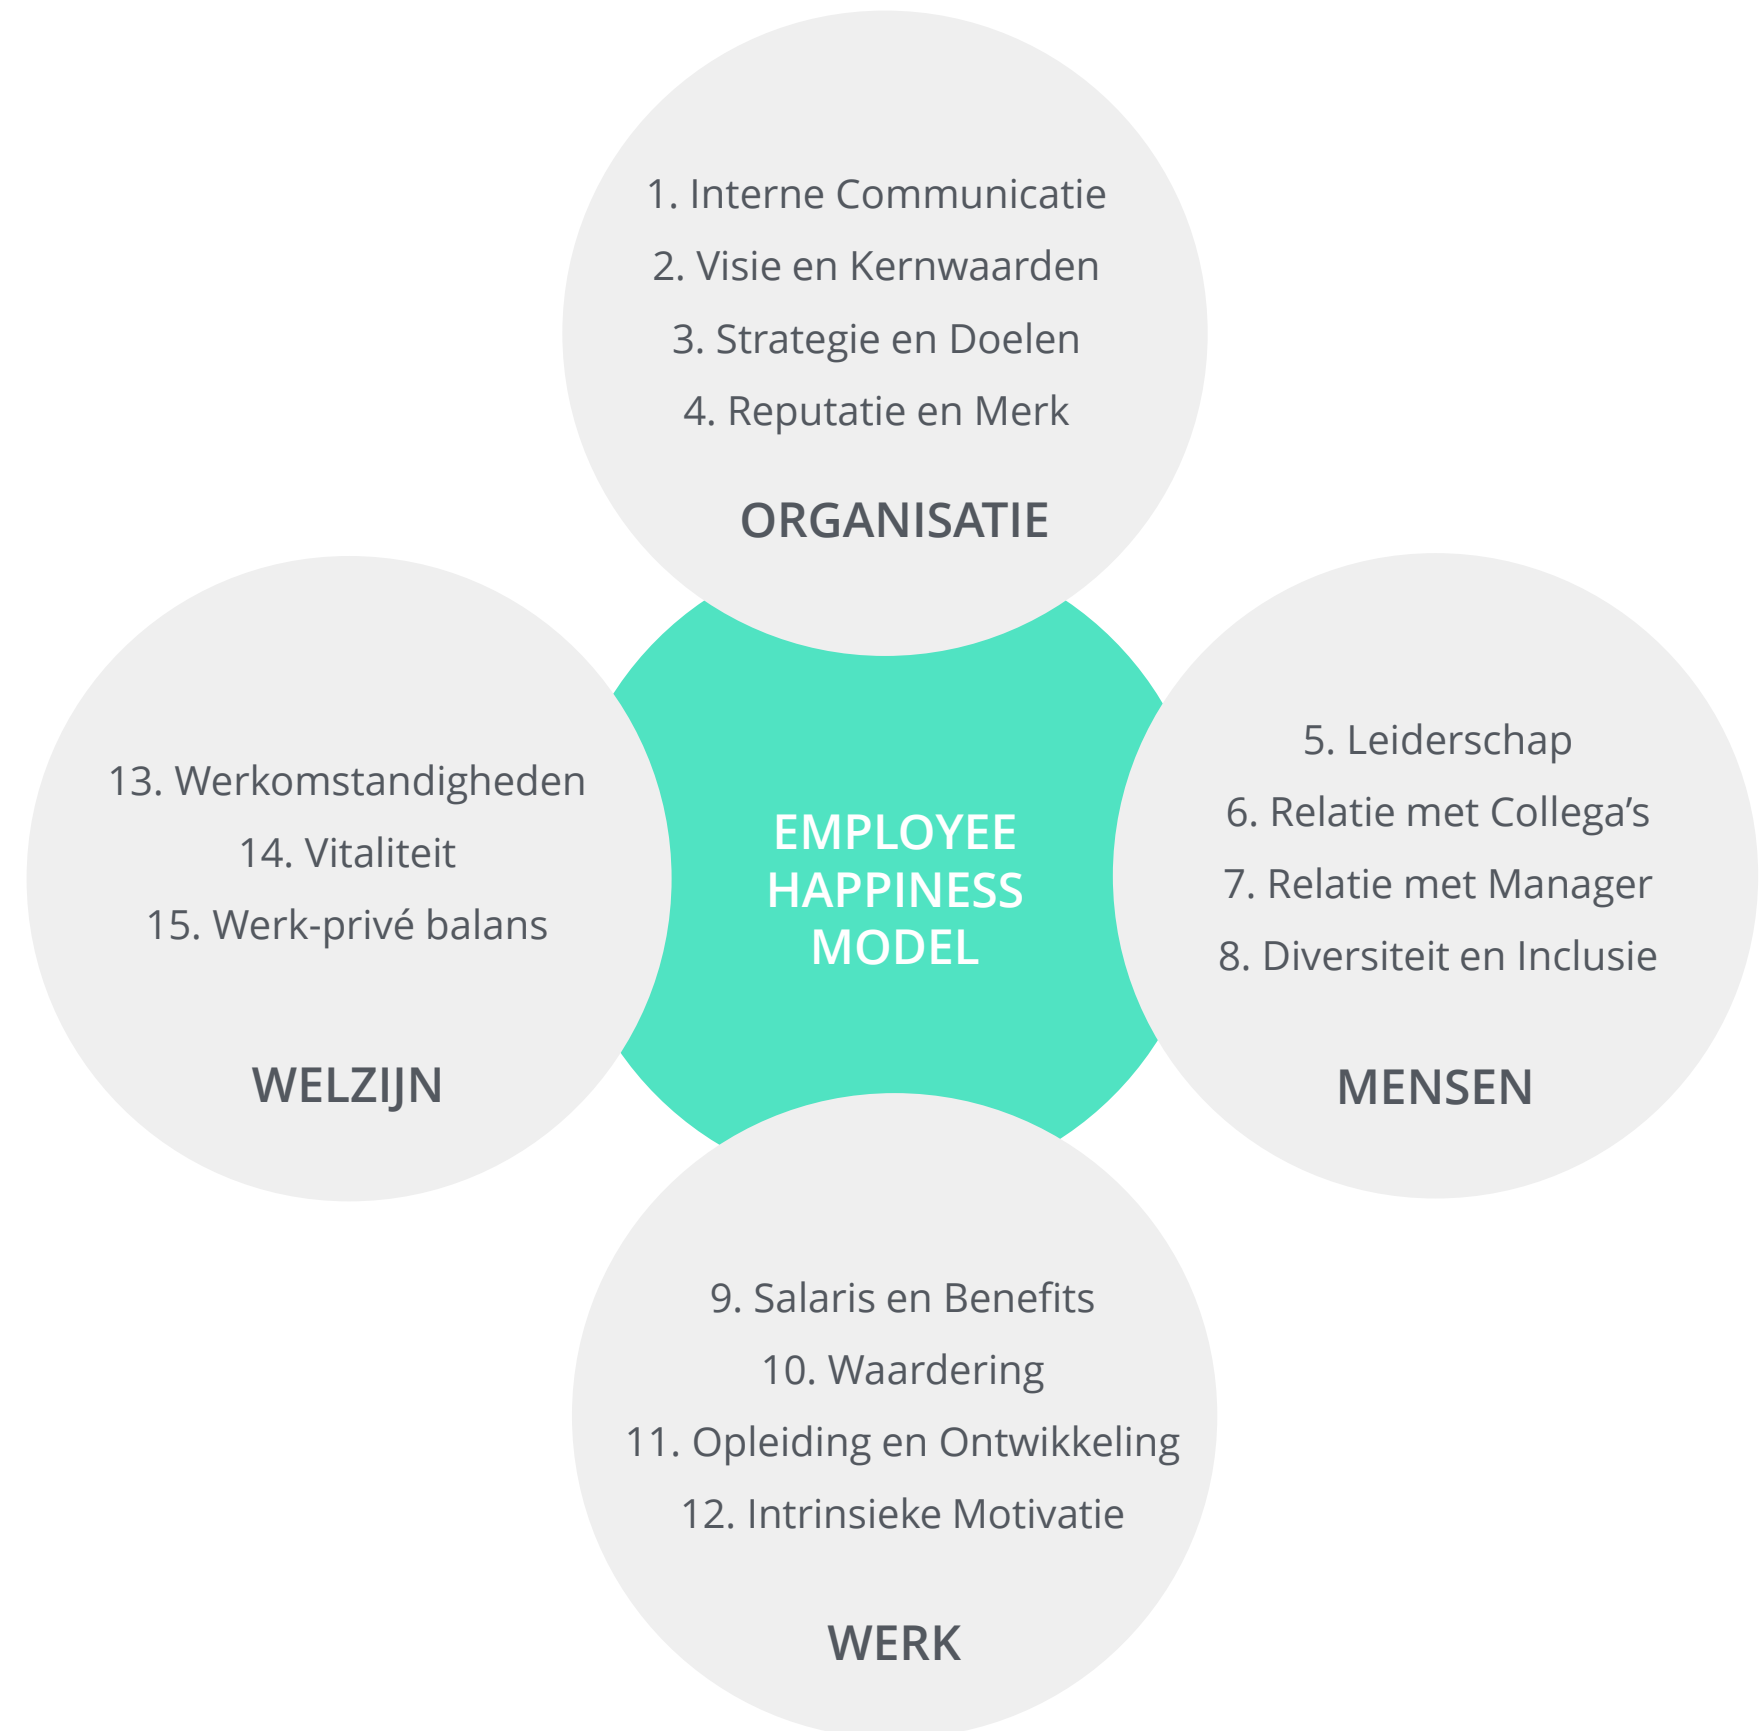 1. Interne Communicatie
2. Visie en Kernwaarden
3. Strategie en Doelen
4. Reputatie en Merk
ORGANISATIE
5. Leiderschap
6. Relatie met Collega’s
7. Relatie met Manager
8. Diversiteit en Inclusie
MENSEN
EMPLOYEE
HAPPINESS
MODEL
9. Salaris en Benefits
10. Waardering
11. Opleiding en Ontwikkeling
12. Intrinsieke Motivatie
WERK
13. Werkomstandigheden
14. Vitaliteit
15. Werk-privé balans
WELZIJN